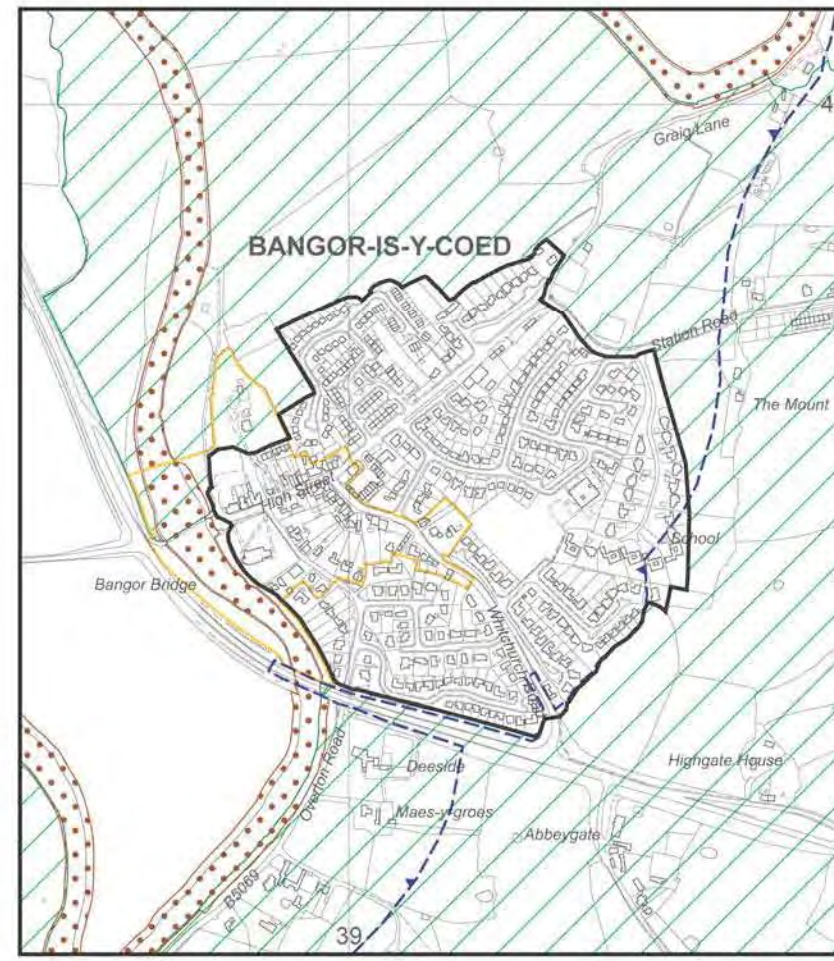 4
Graig Lane
BANGOR-IS-Y-COED
Station Road
The Mount
High Street
School
Bangor Bridge
Whitchurch Road
Overton Road
Deeside
Highgate House
Maes-y-groes
Abbeygate
B5069
39